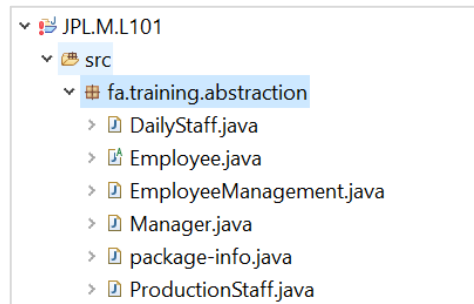 JPL.M.L101
src
fa.training.abstraction
DailyStaff.java
Employee.java
EmployeeManagement.java
Manager.java
package-info.java
ProductionStaff.java